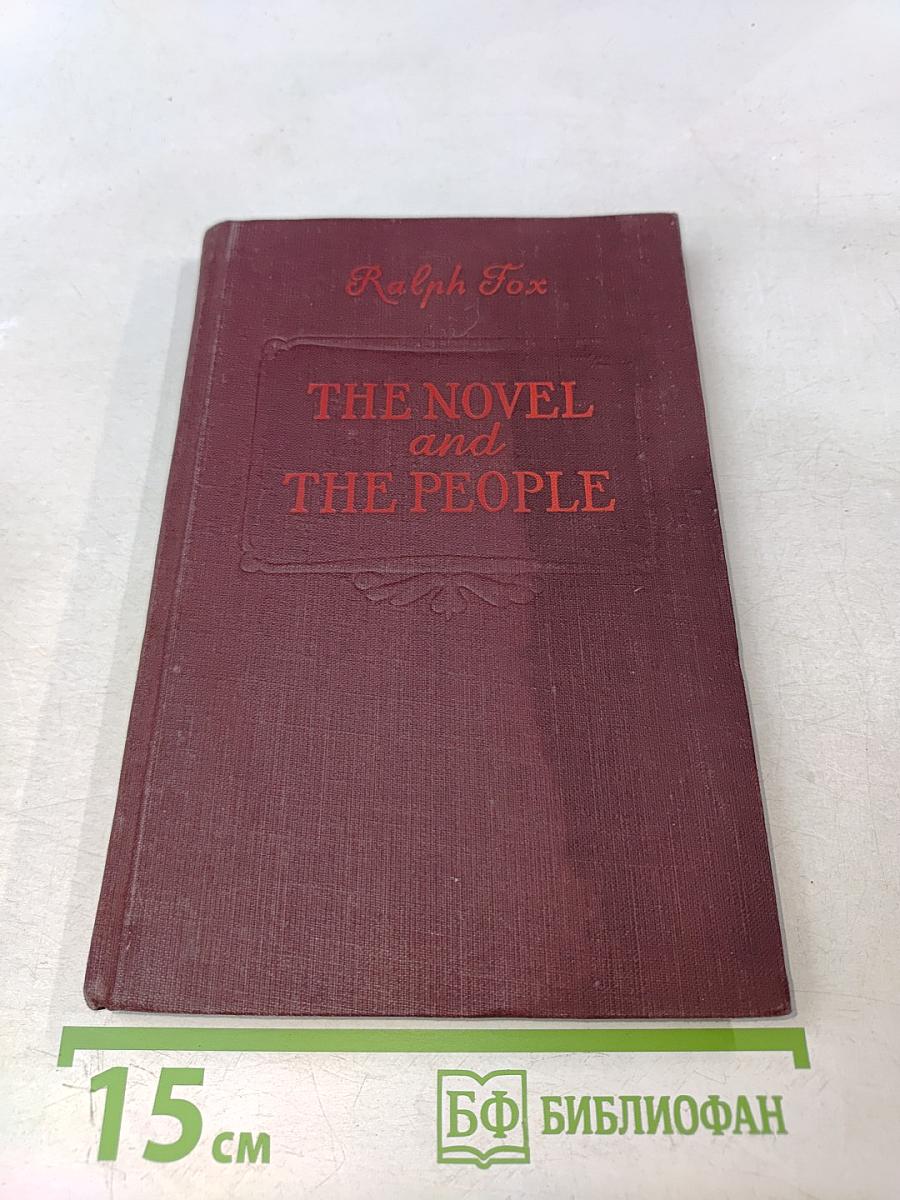 Ralph Fox
THE NOVEL
and
THE PEOPLE
15 см
БФ БИБЛИОФАН